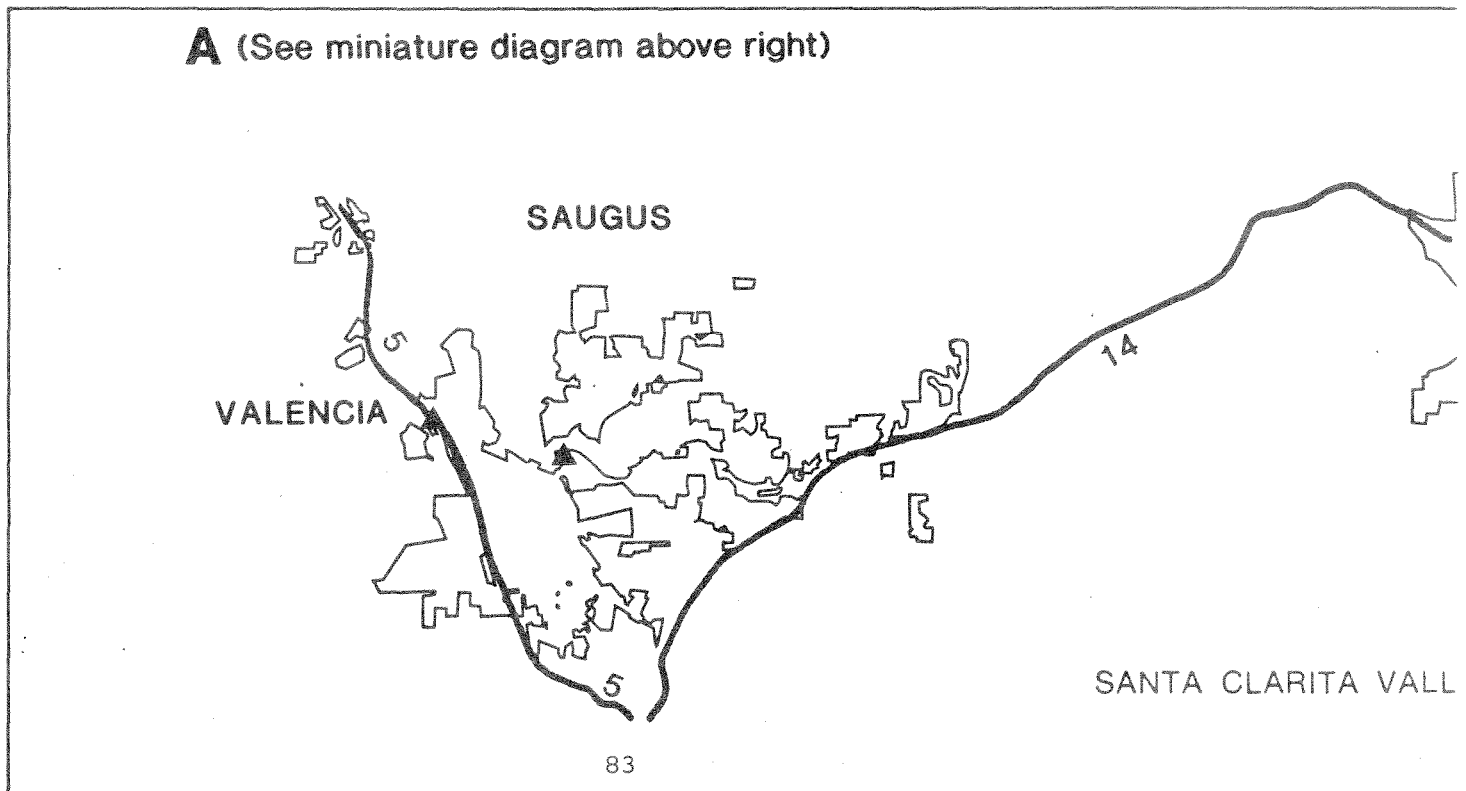 A (See miniature diagram above right)
SAUGUS
5
14
VALENCIA
5
SANTA CLARITA VALL
83